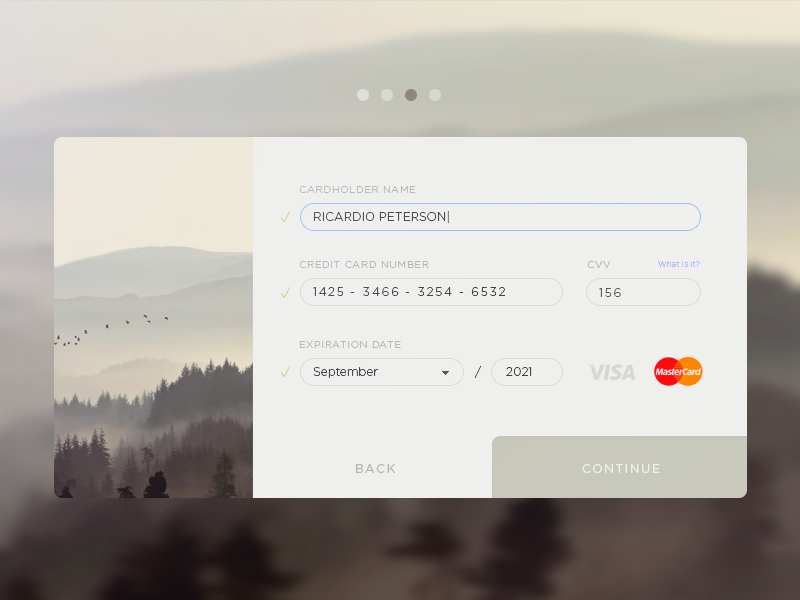 CARDHOLDER NAME
RICARDIO PETERSON
CREDIT CARD NUMBER
CVV
What is it?
1425 - 3466 - 3254 - 6532
156
EXPIRATION DATE
September
/
2021
VISA
MasterCard
BACK
CONTINUE